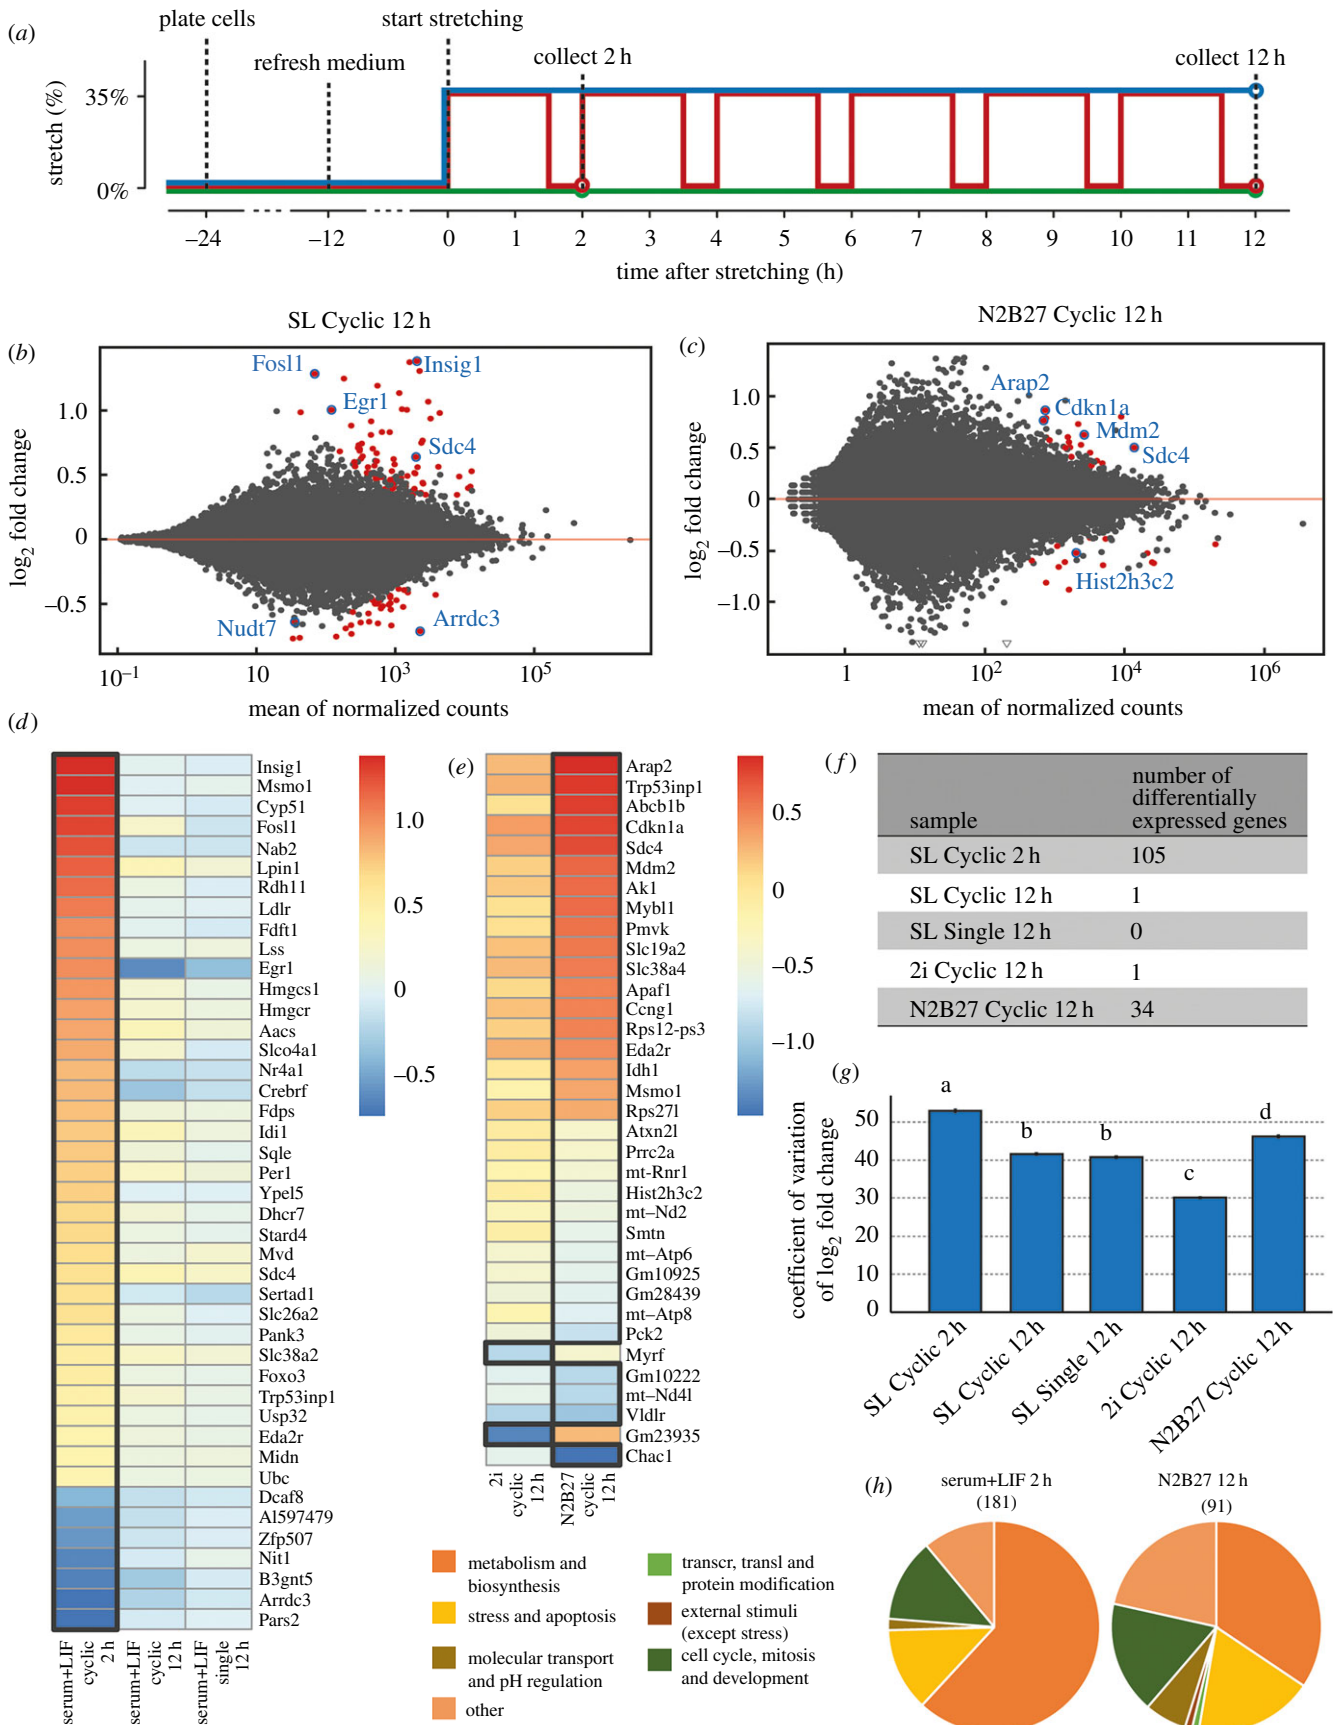 (a)
plate cells
start stretching
refresh medium
collect 2 h
collect 12 h
stretch (%)
35%
0%
–24
–12
0
1
2
3
4
5
6
7
8
9
10
11
12
time after stretching (h)
(b)
SL Cyclic 12 h
log2 fold change
1.0
0.5
0
–0.5
Fosl1
Insig1
Egr1
Sdc4
Nudt7
Arrdc3
10–1
10
103
105
mean of normalized counts
(c)
N2B27 Cyclic 12 h
log2 fold change
1.0
0.5
0
–0.5
–1.0
Arap2
Cdkn1a
Mdm2
Sdc4
Hist2h3c2
1
102
104
106
mean of normalized counts
(d)
Insig1
Msmo1
Cyp51
Fosl1
Nab2
Lpin1
Rdh11
Ldlr
Fdft1
Lss
Egr1
Hmgcs1
Hmgcr
Aacs
Slco4a1
Nr4a1
Crebrf
Fdps
Idi1
Sqle
Per1
Ypel5
Dhcr7
Stard4
Mvd
Sdc4
Sertad1
Slc26a2
Pank3
Slc38a2
Foxo3
Trp53inp1
Usp32
Eda2r
Midn
Ubc
Dcaf8
Al597479
Zfp507
Nit1
B3gnt5
Arrdc3
Pars2
serum+LIF
cyclic
2 h
serum+LIF
cyclic
12 h
serum+LIF
single
12 h
1.0
0.5
0
–0.5
(e)
Arap2
Trp53inp1
Abcb1b
Cdkn1a
Sdc4
Mdm2
Ak1
Mybl1
Pmvk
Slc19a2
Slc38a4
Apaf1
Ccng1
Rps12-ps3
Eda2r
Idh1
Msmo1
Rps27l
Atxn2l
Prrc2a
mt-Rnr1
Hist2h3c2
mt–Nd2
Smtn
mt–Atp6
Gm10925
Gm28439
mt–Atp8
Pck2
Myrf
Gm10222
mt–Nd4l
Vldlr
Gm23935
Chac1
2i
cyclic
12 h
N2B27
cyclic
12 h
0.5
0
–0.5
–1.0
(f)
sample
number of
differentially
expressed genes
SL Cyclic 2 h 105
SL Cyclic 12 h 1
SL Single 12 h 0
2i Cyclic 12 h 1
N2B27 Cyclic 12 h 34
(g)
coefficient of variation
of log2 fold change
50
40
30
20
10
0
a
b
b
c
d
SL Cyclic 2 h
SL Cyclic 12 h
SL Single 12 h
2i Cyclic 12 h
N2B27 Cyclic 12 h
(h)
serum+LIF 2 h
(181)
N2B27 12 h
(91)
metabolism and
biosynthesis
stress and apoptosis
molecular transport
and pH regulation
other
transcr, transl and
protein modification
external stimuli
(except stress)
cell cycle, mitosis
and development